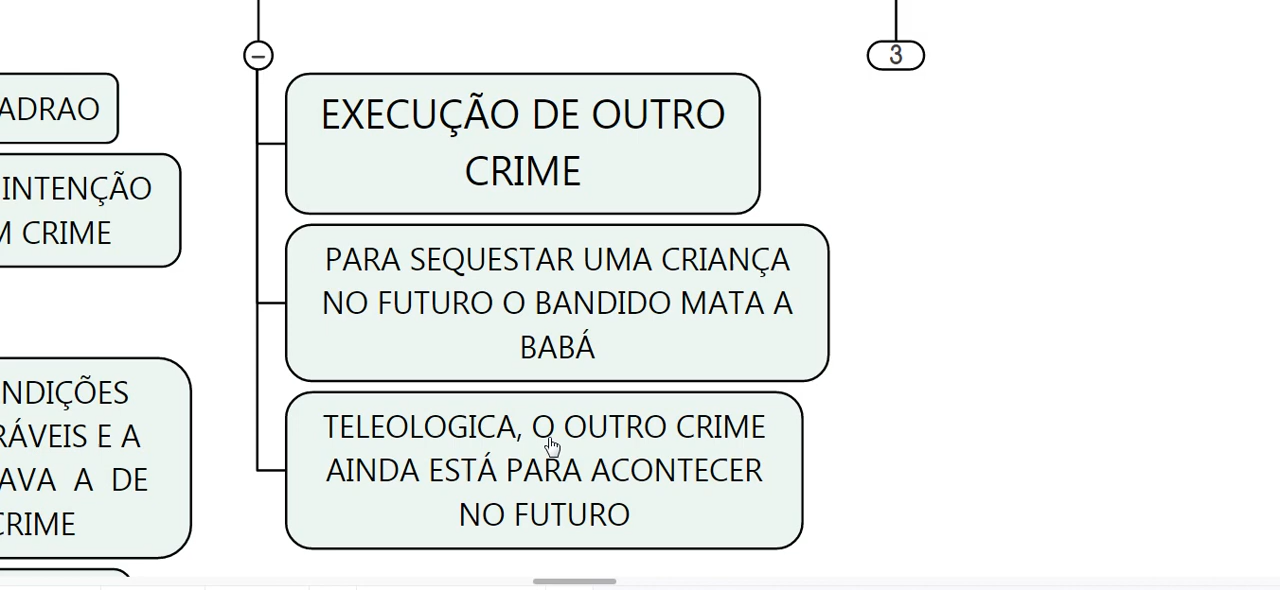 ADRAO
INTENÇÃO
M CRIME
NDIÇÕES
RÁVEIS E A
AVA A DE
CRIME
EXECUÇÃO DE OUTRO
CRIME
PARA SEQUESTAR UMA CRIANÇA
NO FUTURO O BANDIDO MATA A
BABÁ
TELEOLOGICA, O OUTRO CRIME
AINDA ESTÁ PARA ACONTECER
NO FUTURO
3